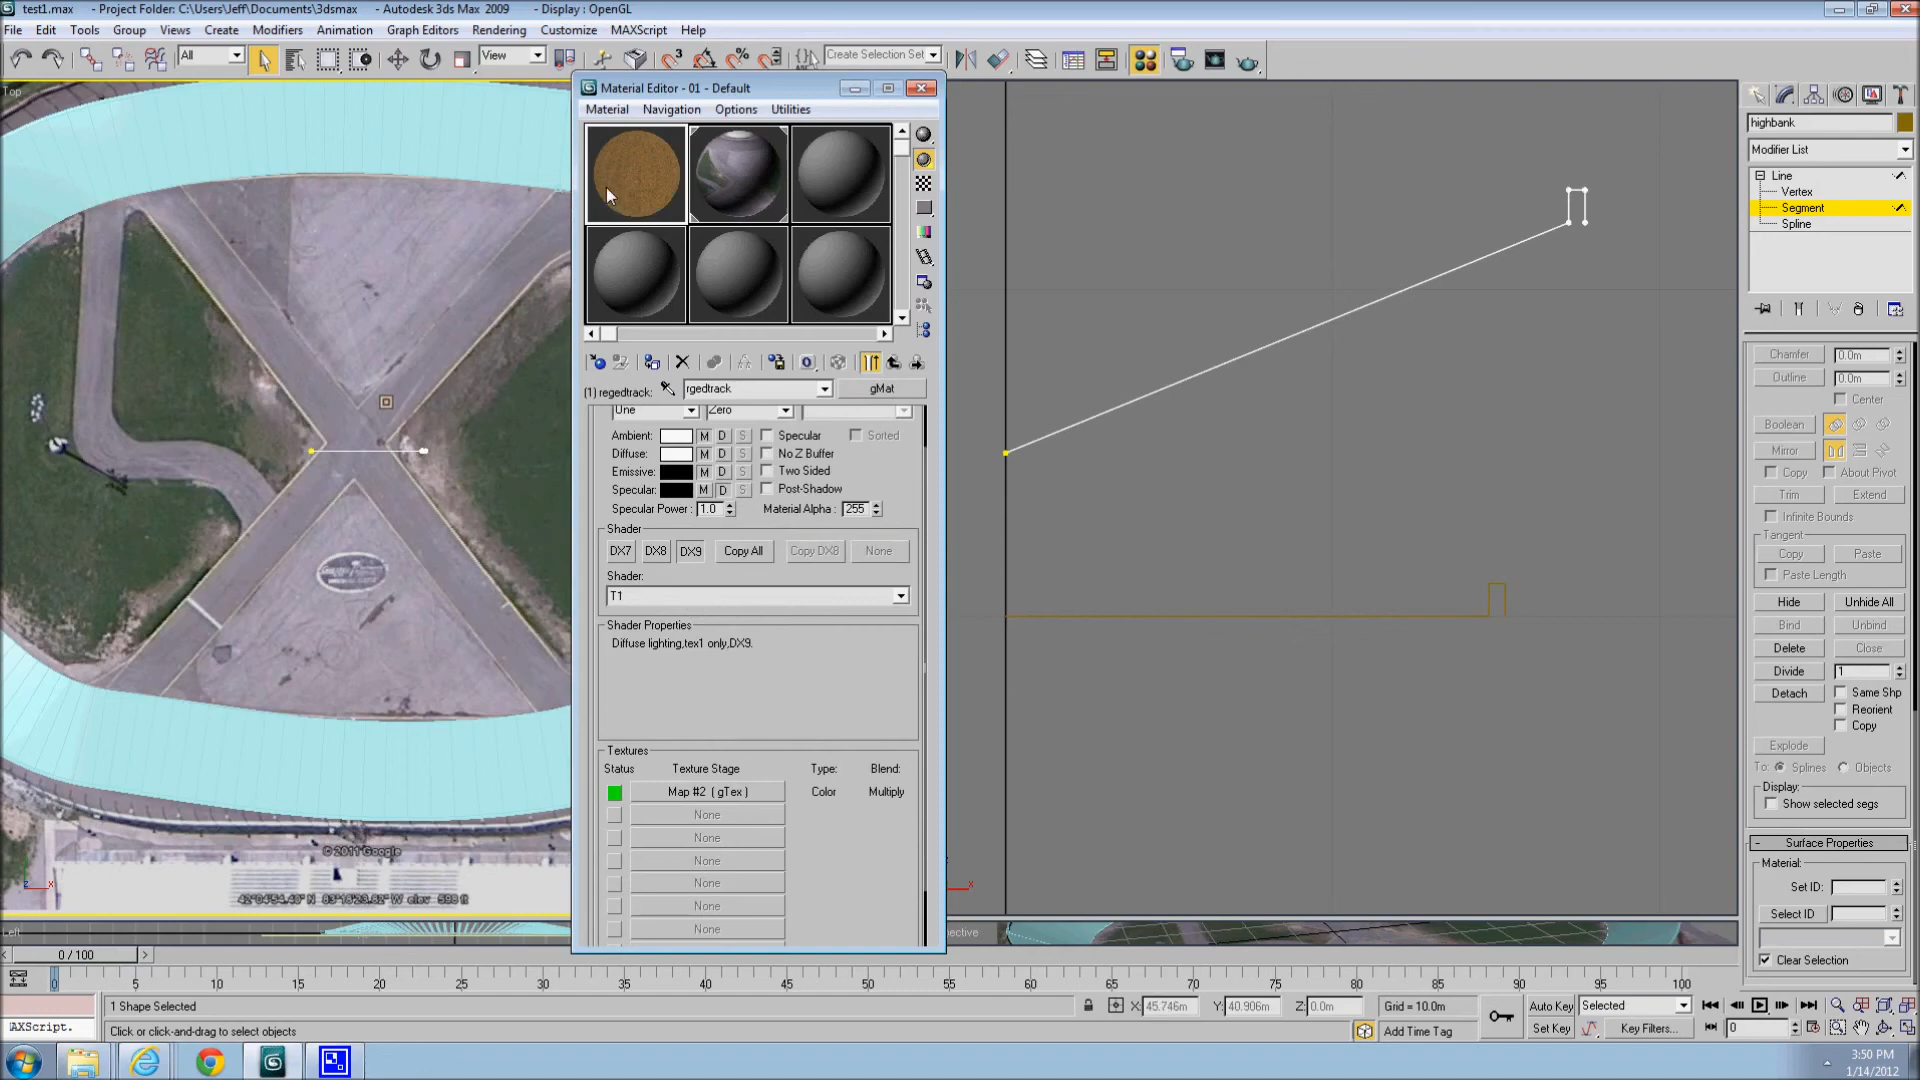 test1.max - Project Folder: C:\Users\Jeff\Documents\3dsmax - Autodesk 3ds Max 2009 - Display : OpenGL
File Edit Tools Group Views Create Modifiers Animation Graph Editors Rendering Customize MAXScript Help
All
View
Create Selection Set
Top
Material Editor - 01 - Default
Material Navigation Options Utilities
(1) regedtrack: rgedtrack gMat
One Zero
Ambient: M D S Specular Sorted
Diffuse: M D S No Z Buffer
Emissive: M D S Two Sided
Specular: M D S Post-Shadow
Specular Power : 1.0 Material Alpha : 255
Shader
DX7 DX8 DX9 Copy All Copy DX8 None
Shader:
T1
Shader Properties
Diffuse lighting,tex1 only,DX9.
Textures
Status Texture Stage Type: Blend:
Map #2 ( gTex ) Color Multiply
None
None
None
None
None
None
highbank
Modifier List
Line
Vertex
Segment
Spline
Chamfer 0.0m
Outline 0.0m
Center
Boolean
Mirror
Copy About Pivot
Trim Extend
Infinite Bounds
Tangent
Copy Paste
Paste Length
Hide Unhide All
Bind Unbind
Delete Close
Divide 1
Detach Same Shp
Reorient
Copy
Explode
To: Splines Objects
Display:
Show selected segs
- Surface Properties
Material:
Set ID:
Select ID
Clear Selection
© 2011 Google
Left
x
z x
0 / 100
0 5 10 15 20 25 30 35 40 45 50 55 60 65 70 75 80 85 90 95 100
1 Shape Selected X: 45.746m Y: 40.906m Z: 0.0m Grid = 10.0m Auto Key Selected
AXScript. Click or click-and-drag to select objects Add Time Tag Set Key Key Filters... 0
3:50 PM
1/14/2012